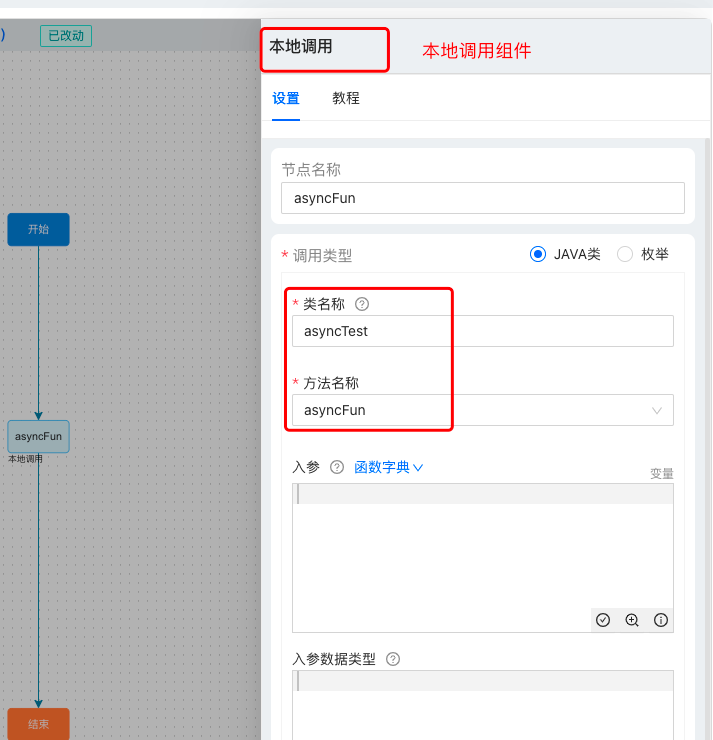 )
已改动
本地调用
本地调用组件
设置
教程
节点名称
asyncFun
开始
* 调用类型
JAVA类
枚举
* 类名称
asyncTest
* 方法名称
asyncFun
asyncFun
本地调用
入参
函数字典
变量
入参数据类型
结束